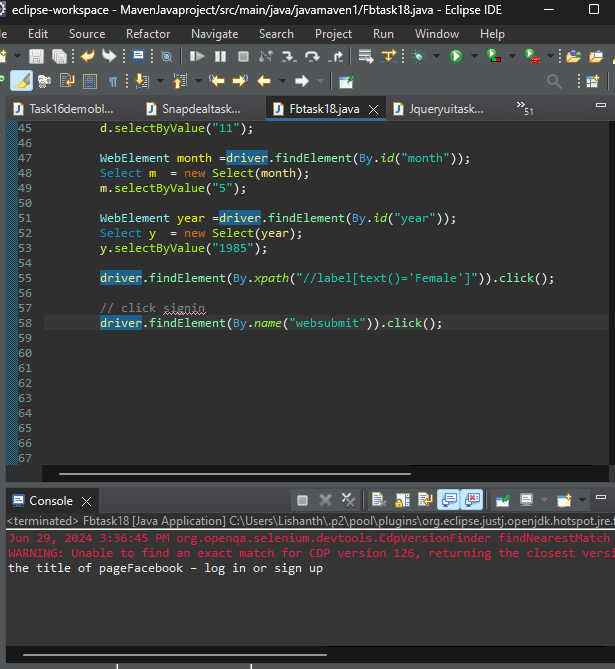 eclipse-workspace - MavenJavaproject/src/main/java/javamaven1/Fbtask18.java - Eclipse IDE
Edit Source Refactor Navigate Search Project Run Window Help
Task16demobl... Snapdealtask... Fbtask18.java Jqueryuitask... »51
45 d.selectByValue("11");
46
47 WebElement month =driver.findElement(By.id("month"));
48 Select m = new Select(month);
49 m.selectByValue("5");
50
51 WebElement year =driver.findElement(By.id("year"));
52 Select y = new Select(year);
53 y.selectByValue("1985");
54
55 driver.findElement(By.xpath("//label[text()='Female']")).click();
56
57 // click signin
58 driver.findElement(By.name("websubmit")).click();
59
60
61
62
63
64
65
66
67
Console
<terminated> Fbtask18 [Java Application] C:\Users\Lishanth\.p2\pool\plugins\org.eclipse.justj.openjdk.hotspot.jre.
Jun 29, 2024 3:36:45 PM org.openqa.selenium.devtools.CdpVersionFinder findNearestMatch
WARNING: Unable to find an exact match for CDP version 126, returning the closest versi
the title of pageFacebook – log in or sign up